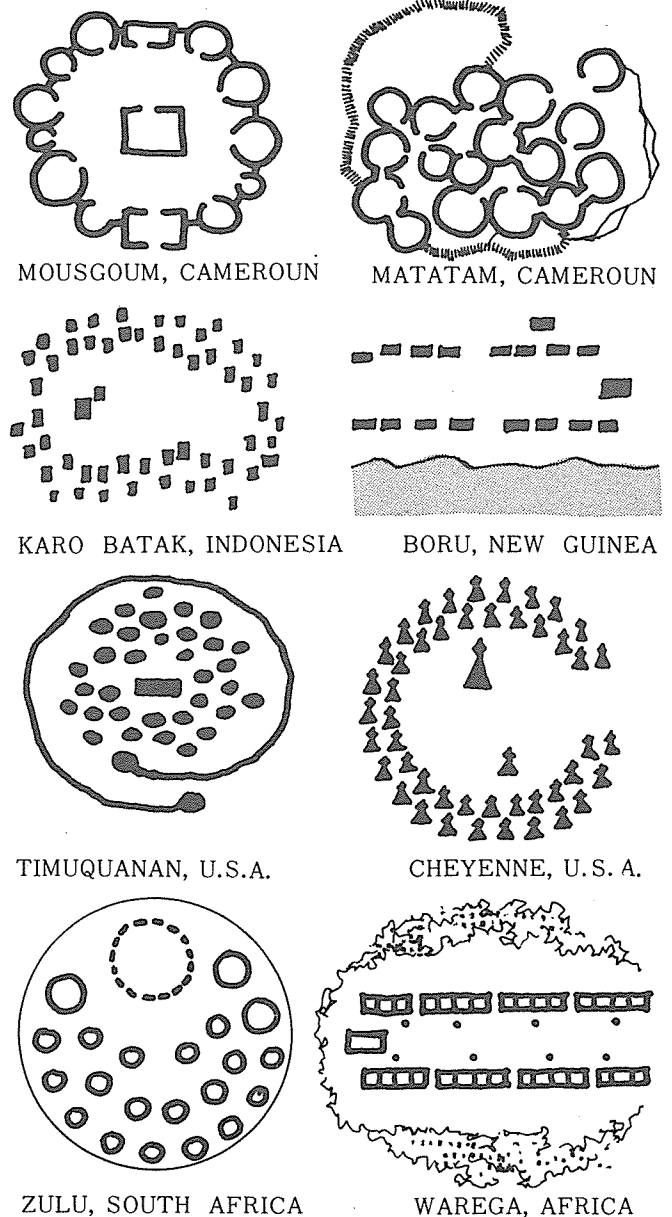 MOUSGOUM, CAMEROUN
MATATAM, CAMEROUN
KARO BATAK, INDONESIA
BORU, NEW GUINEA
TIMUQUANAN, U.S.A.
CHEYENNE, U.S.A.
ZULU, SOUTH AFRICA
WAREGA, AFRICA